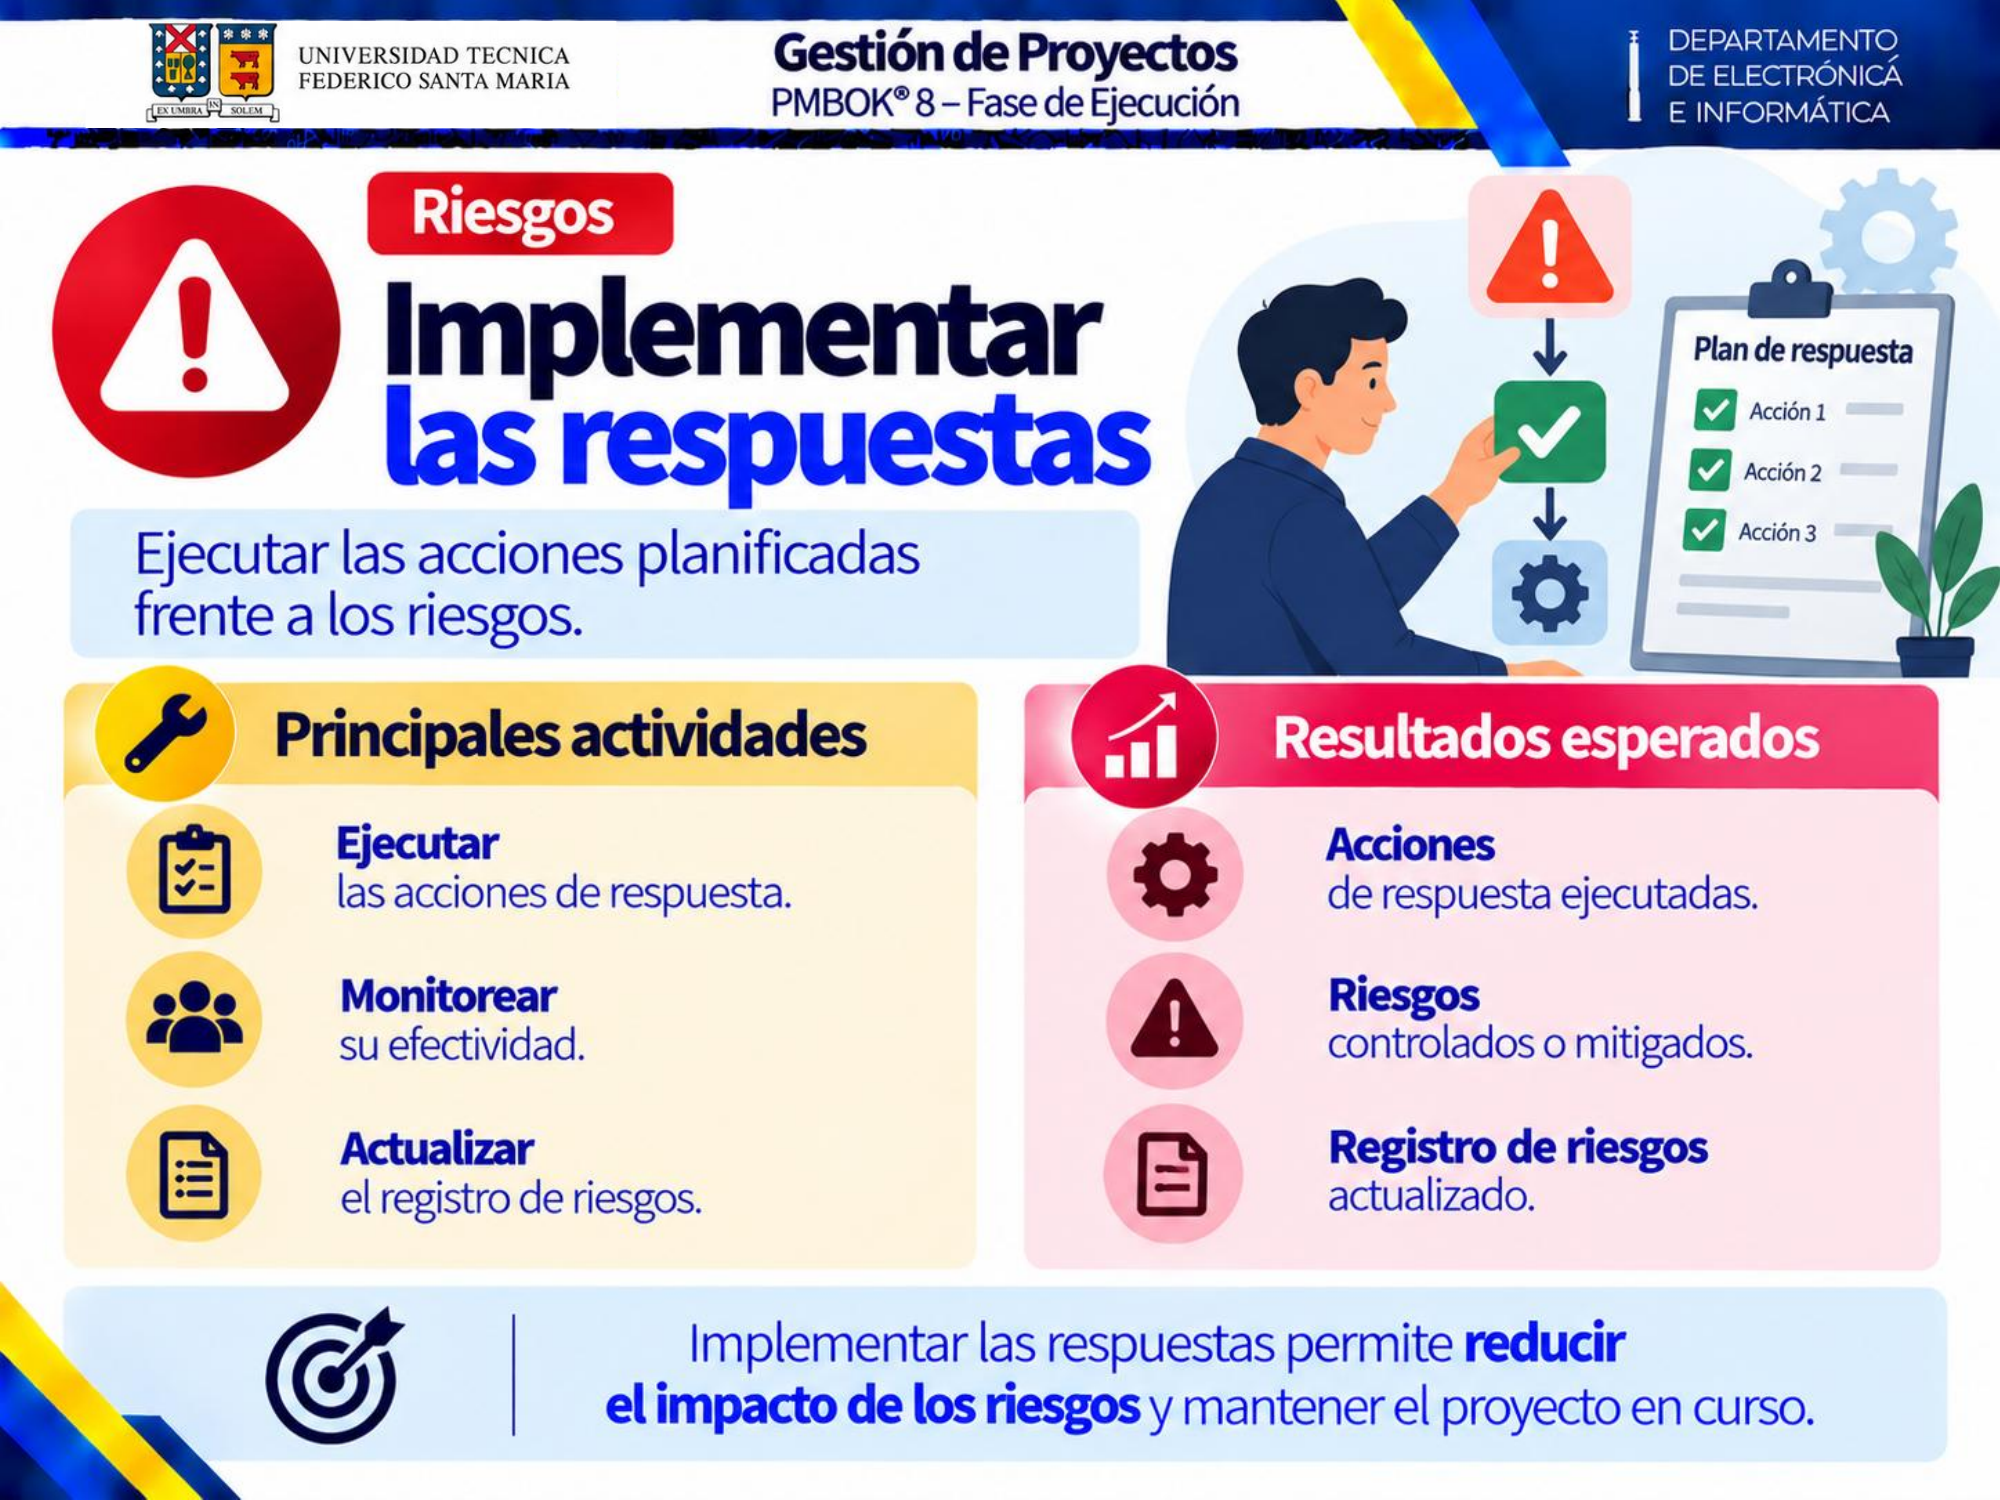 EX UMBRA IN SOLEM
UNIVERSIDAD TECNICA
FEDERICO SANTA MARIA
Gestión de Proyectos
PMBOK® 8 – Fase de Ejecución
DEPARTAMENTO
DE ELECTRÓNICÁ
E INFORMÁTICA
Riesgos
Implementar
las respuestas
Ejecutar las acciones planificadas
frente a los riesgos.
Plan de respuesta
Acción 1
Acción 2
Acción 3
Principales actividades
Ejecutar
las acciones de respuesta.
Monitorear
su efectividad.
Actualizar
el registro de riesgos.
Resultados esperados
Acciones
de respuesta ejecutadas.
Riesgos
controlados o mitigados.
Registro de riesgos
actualizado.
Implementar las respuestas permite reducir
el impacto de los riesgos y mantener el proyecto en curso.